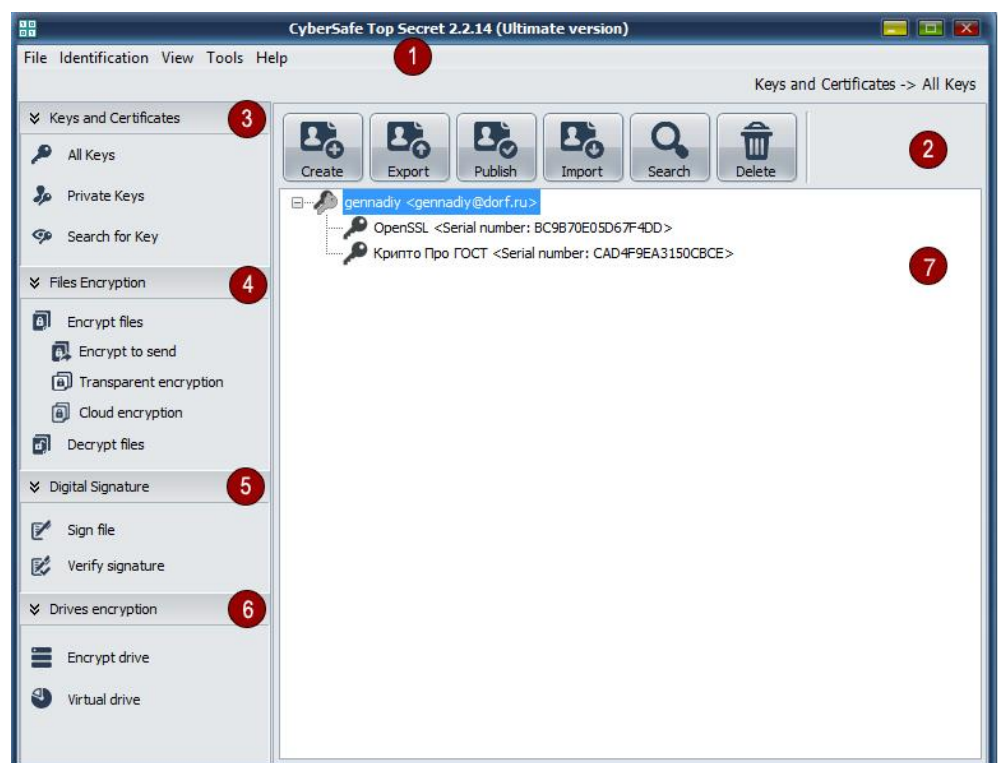 CyberSafe Top Secret 2.2.14 (Ultimate version)
File Identification View Tools Help
1
Keys and Certificates -> All Keys
Keys and Certificates
3
All Keys
Private Keys
Search for Key
Create
Export
Publish
Import
Search
Delete
2
gennadiy <gennadiy@dorf.ru>
OpenSSL <Serial number: BC9B70E05D67F4DD>
Крипто Про ГОСТ <Serial number: CAD4F9EA3150CBCE>
7
Files Encryption
4
Encrypt files
Encrypt to send
Transparent encryption
Cloud encryption
Decrypt files
Digital Signature
5
Sign file
Verify signature
Drives encryption
6
Encrypt drive
Virtual drive